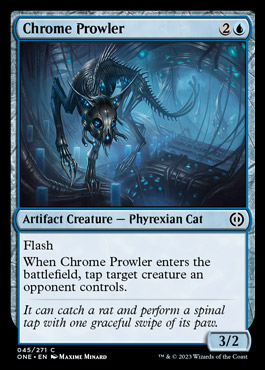 Chrome Prowler 2
Artifact Creature — Phyrexian Cat
Flash
When Chrome Prowler enters the
battlefield, tap target creature an
opponent controls.
It can catch a rat and perform a spinal
tap with one graceful swipe of its paw.
3/2
045/271 C
ONE • EN MAXIME MINARD
™ & © 2023 Wizards of the Coast